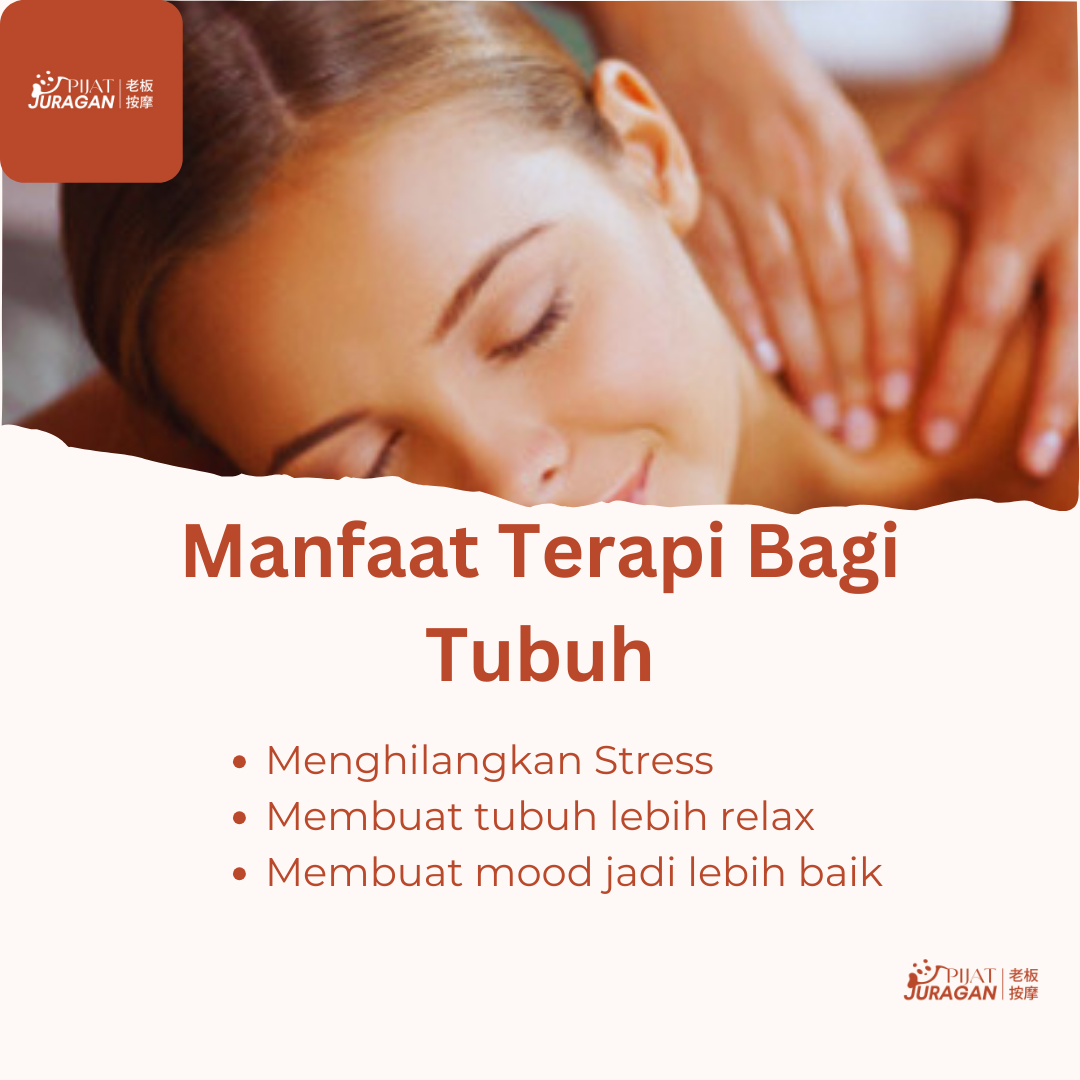 PIJAT
JURAGAN
老板
按摩
Manfaat Terapi Bagi
Tubuh
• Menghilangkan Stress
• Membuat tubuh lebih relax
• Membuat mood jadi lebih baik
PIJAT
JURAGAN
老板
按摩